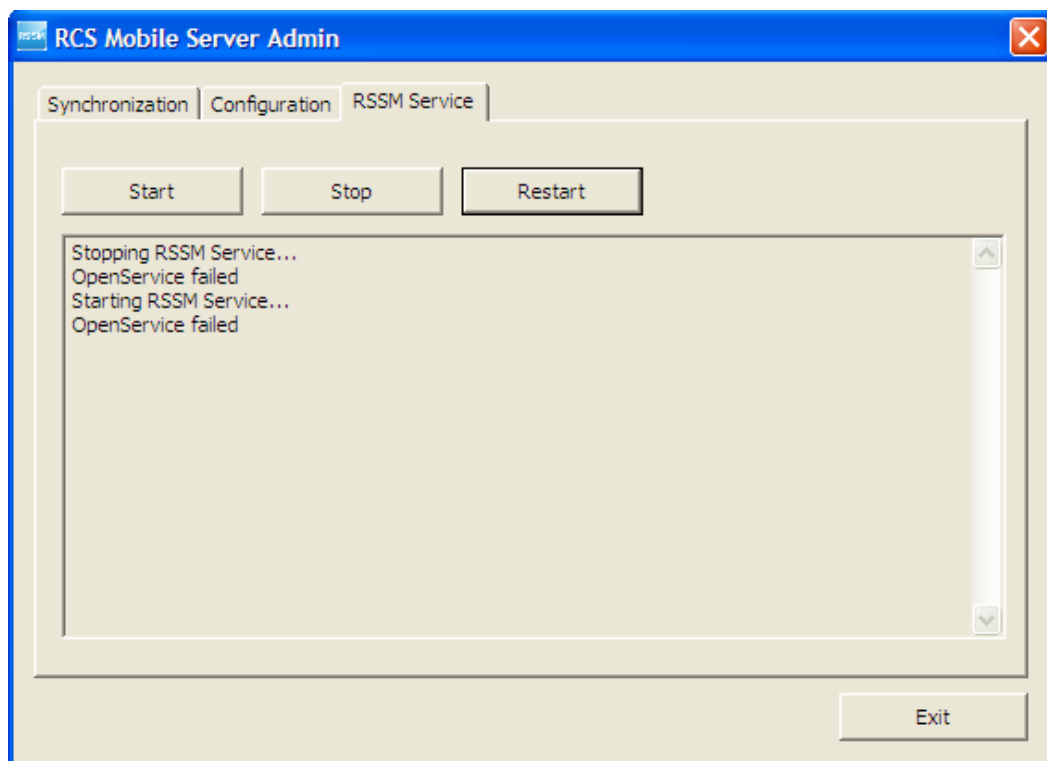 RSSM RCS Mobile Server Admin
Synchronization Configuration RSSM Service
Start Stop Restart
Stopping RSSM Service...
OpenService failed
Starting RSSM Service...
OpenService failed
Exit